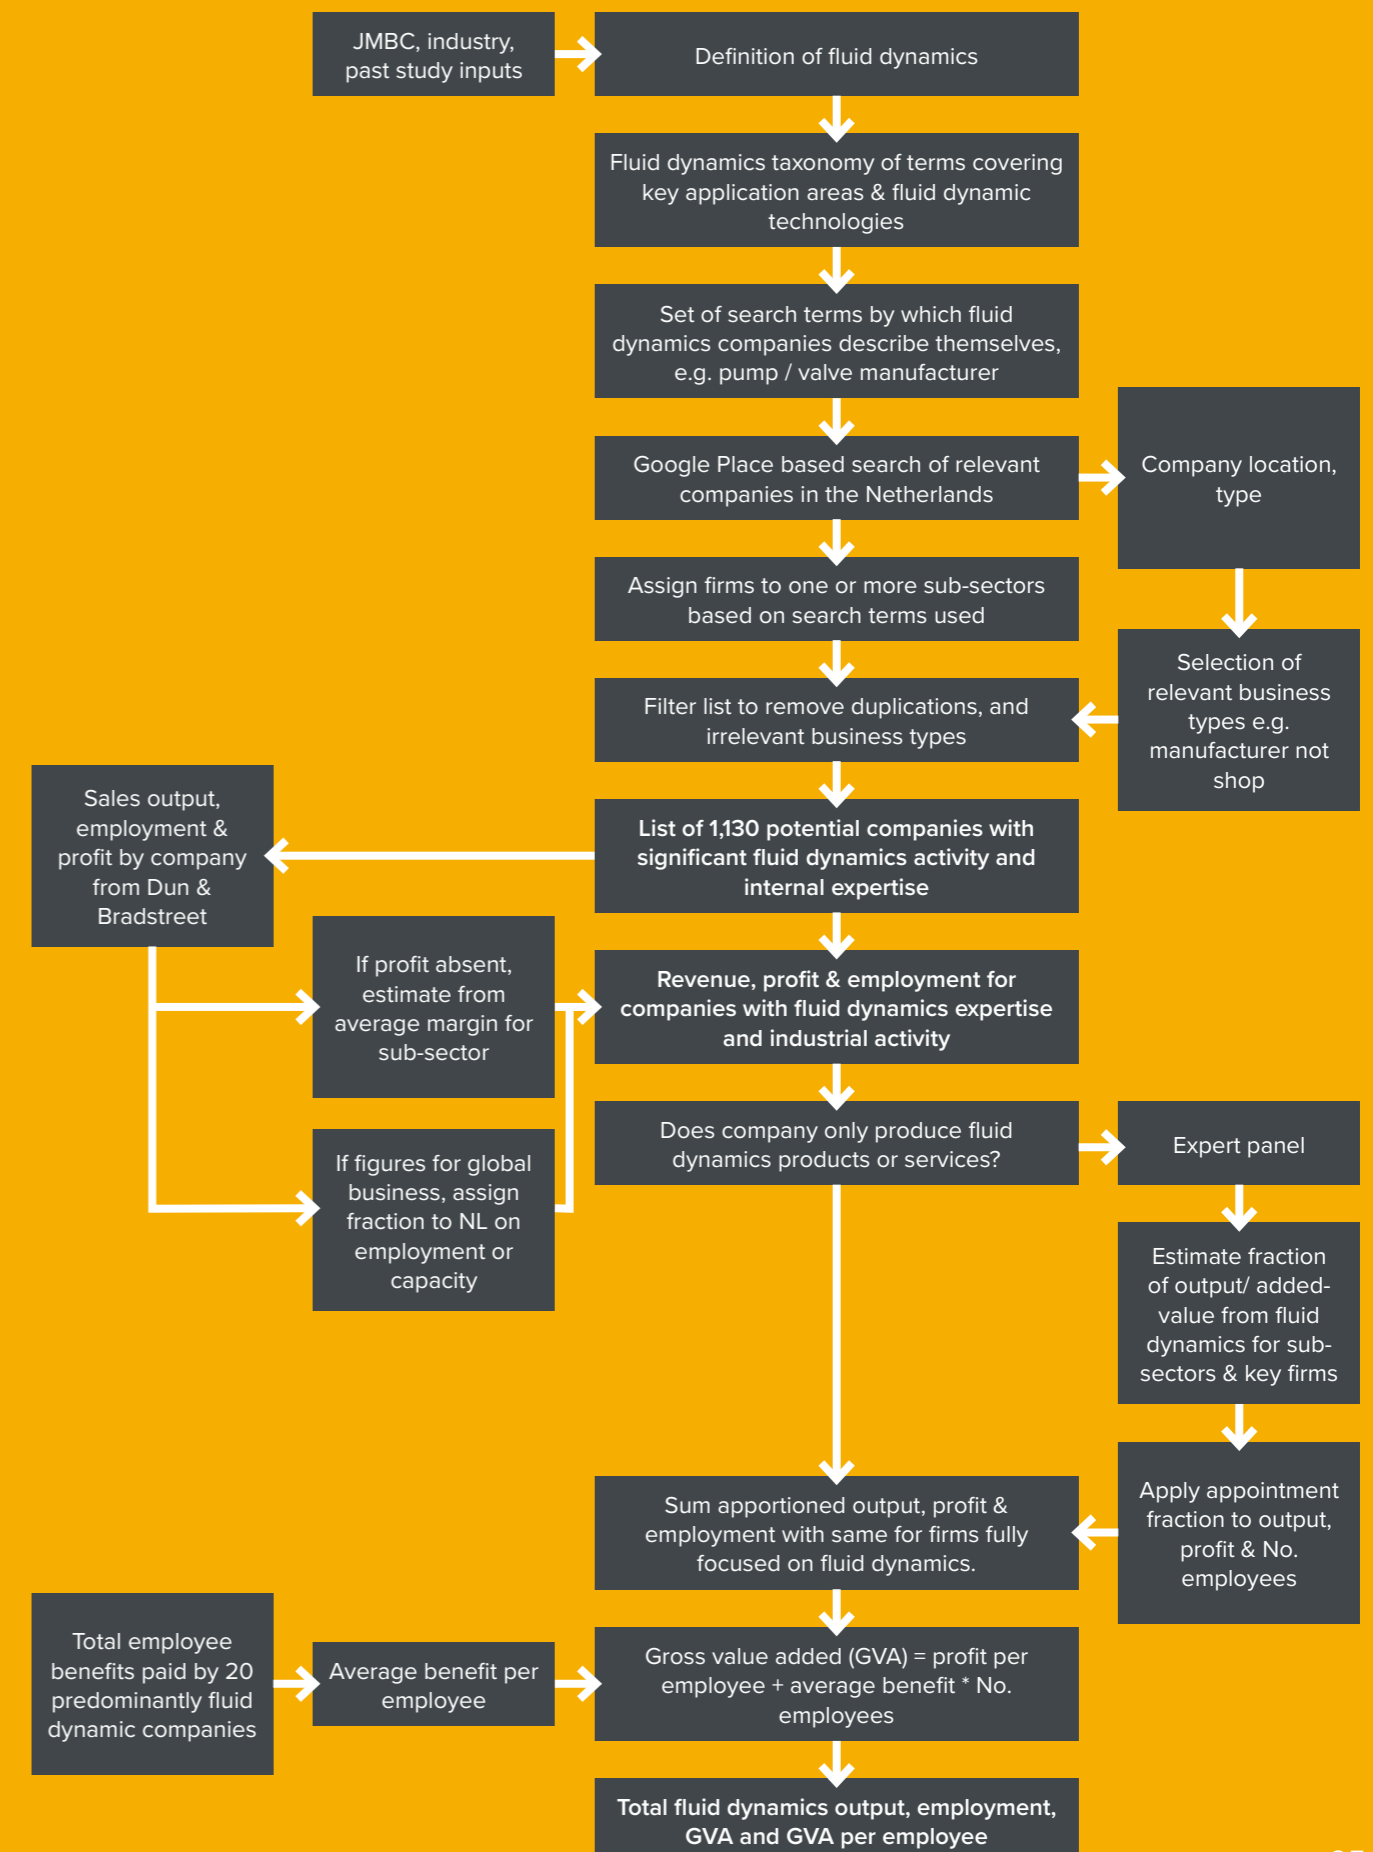 JMBC, industry,
past study inputs
Definition of fluid dynamics
Fluid dynamics taxonomy of terms covering
key application areas & fluid dynamic
technologies
Set of search terms by which fluid
dynamics companies describe themselves,
e.g. pump / valve manufacturer
Google Place based search of relevant
companies in the Netherlands
Company location,
type
Assign firms to one or more sub-sectors
based on search terms used
Selection of
relevant business
types e.g.
manufacturer not
shop
Filter list to remove duplications, and
irrelevant business types
List of 1,130 potential companies with
significant fluid dynamics activity and
internal expertise
Sales output,
employment &
profit by company
from Dun &
Bradstreet
If profit absent,
estimate from
average margin for
sub-sector
If figures for global
business, assign
fraction to NL on
employment or
capacity
Revenue, profit & employment for
companies with fluid dynamics expertise
and industrial activity
Does company only produce fluid
dynamics products or services?
Expert panel
Estimate fraction
of output/ added-
value from fluid
dynamics for sub-
sectors & key firms
Apply appointment
fraction to output,
profit & No.
employees
Sum apportioned output, profit &
employment with same for firms fully
focused on fluid dynamics.
Total employee
benefits paid by 20
predominantly fluid
dynamic companies
Average benefit per
employee
Gross value added (GVA) = profit per
employee + average benefit * No.
employees
Total fluid dynamics output, employment,
GVA and GVA per employee